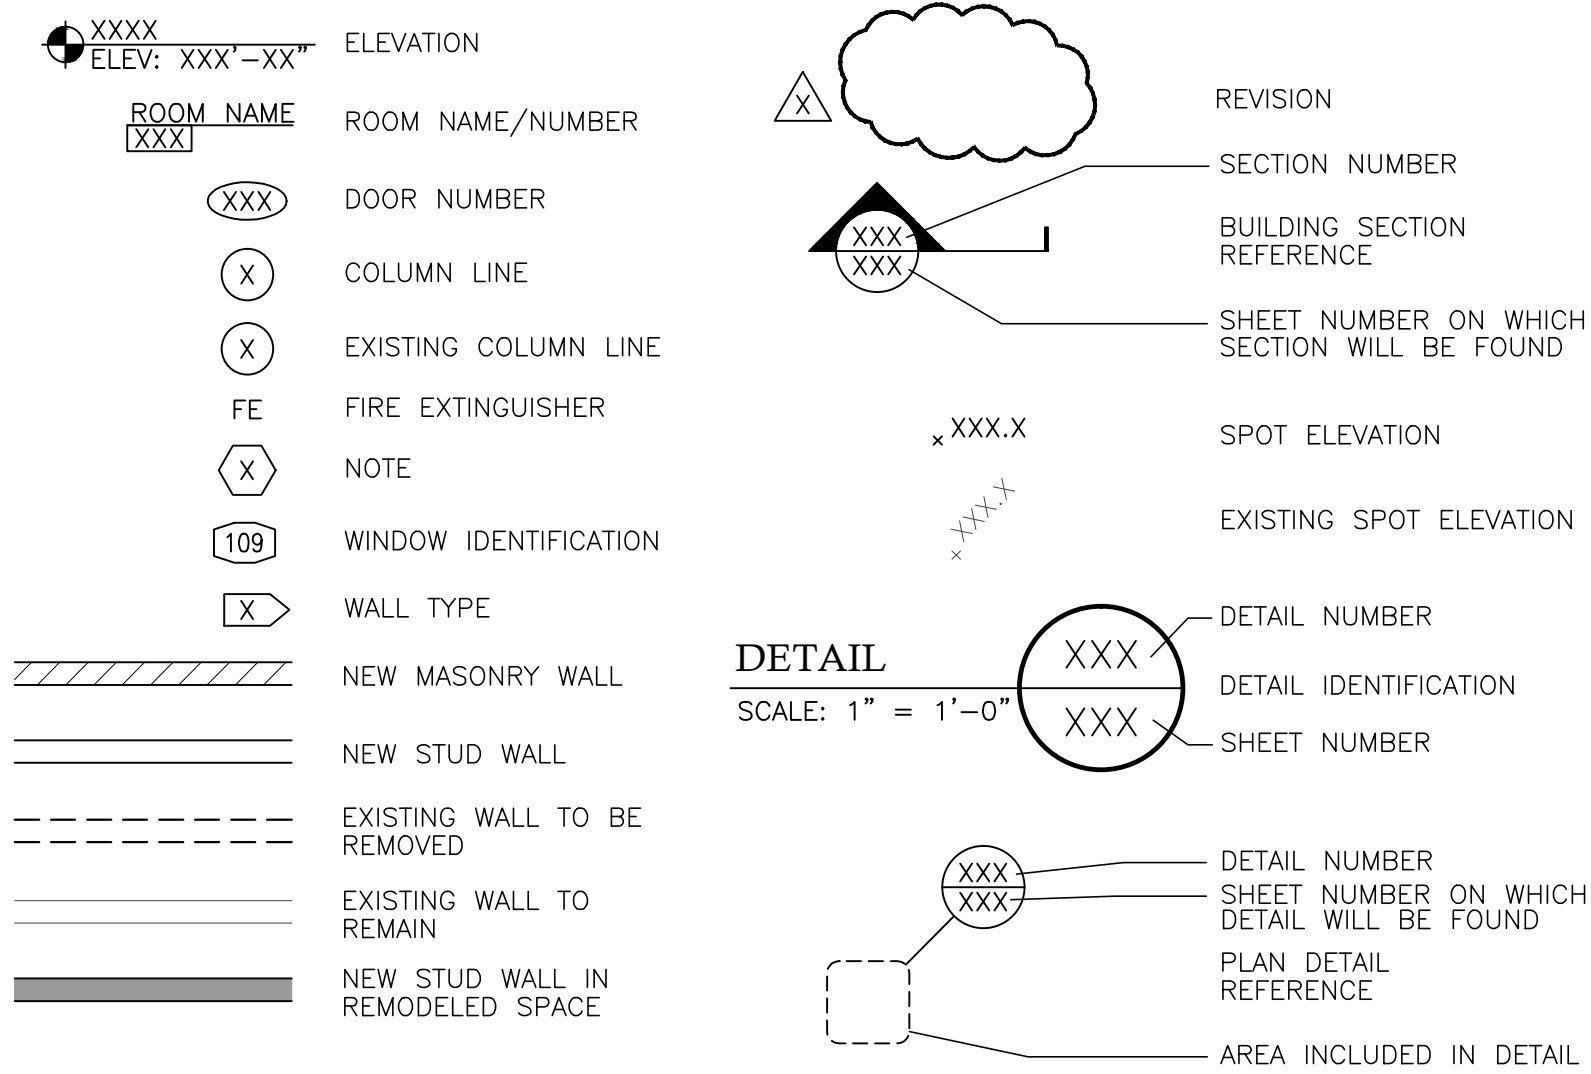 XXXX
ELEV: XXX'-XX"
ELEVATION
ROOM NAME
XXX
ROOM NAME/NUMBER
XXX
DOOR NUMBER
X
COLUMN LINE
X
EXISTING COLUMN LINE
FE
FIRE EXTINGUISHER
X
NOTE
109
WINDOW IDENTIFICATION
X
WALL TYPE
NEW MASONRY WALL
NEW STUD WALL
EXISTING WALL TO BE
REMOVED
EXISTING WALL TO
REMAIN
NEW STUD WALL IN
REMODELED SPACE
X
REVISION
SECTION NUMBER
XXX
XXX
BUILDING SECTION
REFERENCE
SHEET NUMBER ON WHICH
SECTION WILL BE FOUND
x XXX.X
SPOT ELEVATION
x XXX.X
EXISTING SPOT ELEVATION
DETAIL
SCALE: 1" = 1'-0"
XXX
XXX
DETAIL NUMBER
DETAIL IDENTIFICATION
SHEET NUMBER
XXX
XXX
DETAIL NUMBER
SHEET NUMBER ON WHICH
DETAIL WILL BE FOUND
PLAN DETAIL
REFERENCE
AREA INCLUDED IN DETAIL